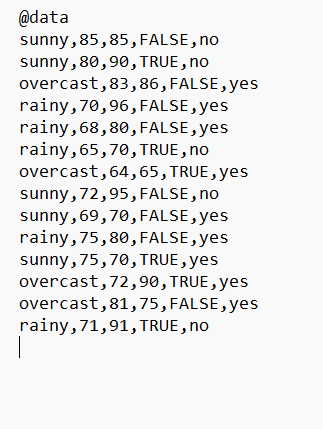 @data
sunny,85,85,FALSE,no
sunny,80,90,TRUE,no
overcast,83,86,FALSE,yes
rainy,70,96,FALSE,yes
rainy,68,80,FALSE,yes
rainy,65,70,TRUE,no
overcast,64,65,TRUE,yes
sunny,72,95,FALSE,no
sunny,69,70,FALSE,yes
rainy,75,80,FALSE,yes
sunny,75,70,TRUE,yes
overcast,72,90,TRUE,yes
overcast,81,75,FALSE,yes
rainy,71,91,TRUE,no